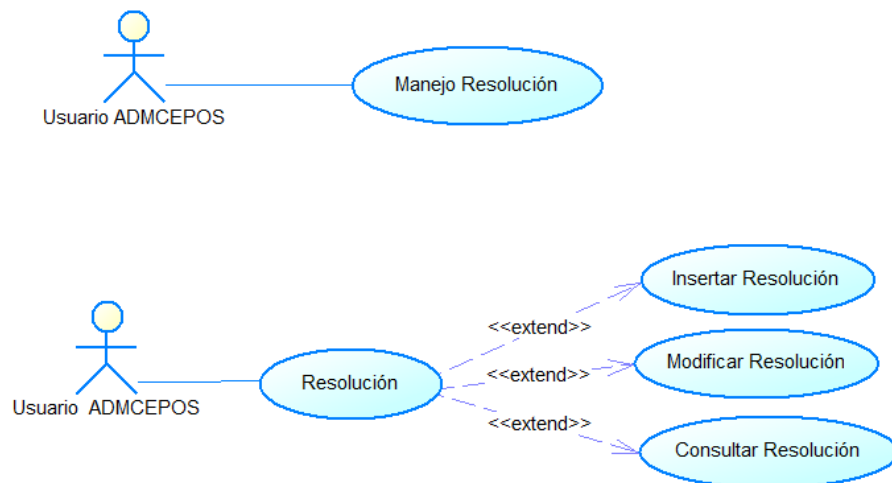 Manejo Resolución
Usuario ADMCEPOS
Insertar Resolución
<<extend>>
Modificar Resolución
<<extend>>
Resolución
Usuario ADMCEPOS
<<extend>>
Consultar Resolución